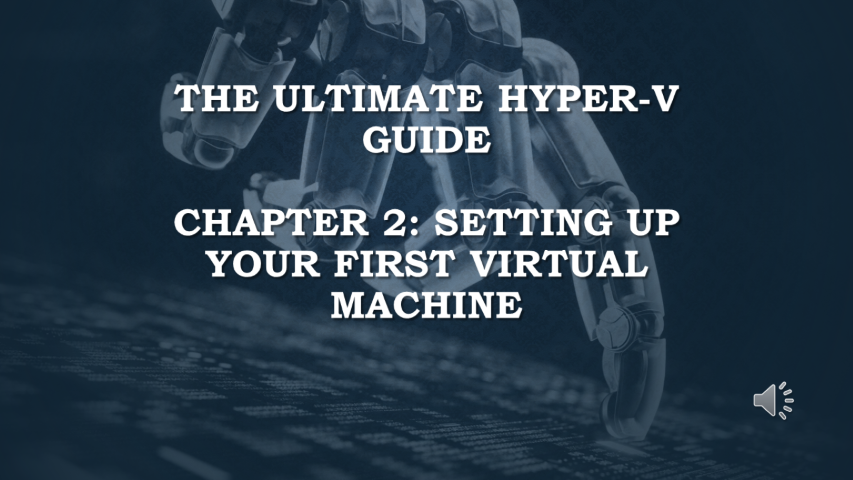 THE ULTIMATE HYPER-V
GUIDE
CHAPTER 2: SETTING UP
YOUR FIRST VIRTUAL
MACHINE